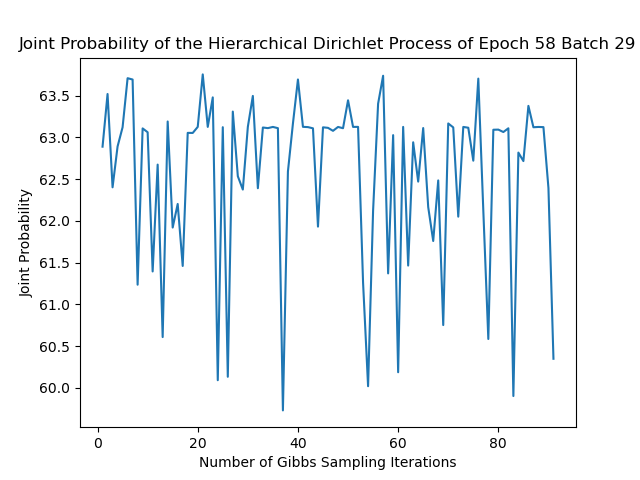 Joint Probability of the Hierarchical Dirichlet Process of Epoch 58 Batch 29
Joint Probability
63.5
63.0
62.5
62.0
61.5
61.0
60.5
60.0
0 20 40 60 80
Number of Gibbs Sampling Iterations